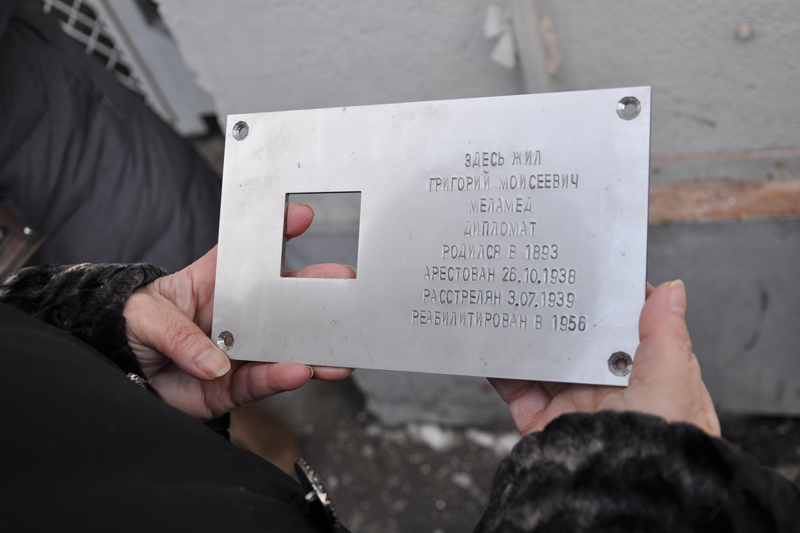 ЗДЕСЬ ЖИЛ
ГРИГОРИЙ МОИСЕЕВИЧ
МЕЛАМЕД
ДИПЛОМАТ
РОДИЛСЯ В 1893
АРЕСТОВАН 26.10.1938
РАССТРЕЛЯН 3.07.1939
РЕАБИЛИТИРОВАН В 1956